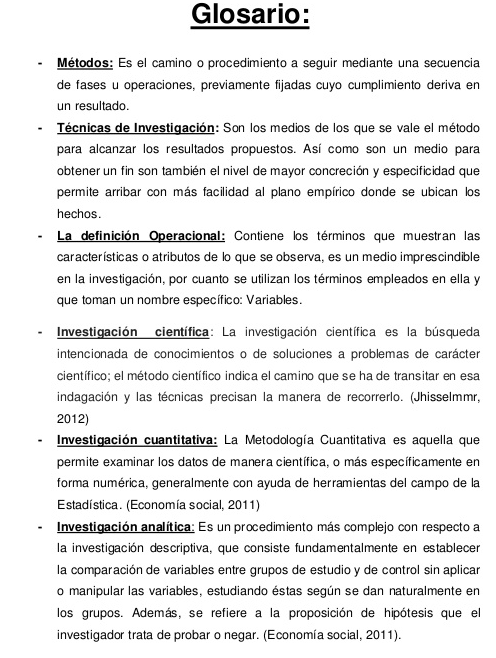 Glosario:
- Métodos: Es el camino o procedimiento a seguir mediante una secuencia
de fases u operaciones, previamente fijadas cuyo cumplimiento deriva en
un resultado.
- Técnicas de Investigación: Son los medios de los que se vale el método
para alcanzar los resultados propuestos. Así como son un medio para
obtener un fin son también el nivel de mayor concreción y especificidad que
permite arribar con más facilidad al plano empírico donde se ubican los
hechos.
- La definición Operacional: Contiene los términos que muestran las
características o atributos de lo que se observa, es un medio imprescindible
en la investigación, por cuanto se utilizan los términos empleados en ella y
que toman un nombre específico: Variables.
- Investigación científica: La investigación científica es la búsqueda
intencionada de conocimientos o de soluciones a problemas de carácter
científico; el método científico indica el camino que se ha de transitar en esa
indagación y las técnicas precisan la manera de recorrerlo. (Jhisselmmr,
2012)
- Investigación cuantitativa: La Metodología Cuantitativa es aquella que
permite examinar los datos de manera científica, o más específicamente en
forma numérica, generalmente con ayuda de herramientas del campo de la
Estadística. (Economía social, 2011)
- Investigación analítica: Es un procedimiento más complejo con respecto a
la investigación descriptiva, que consiste fundamentalmente en establecer
la comparación de variables entre grupos de estudio y de control sin aplicar
o manipular las variables, estudiando éstas según se dan naturalmente en
los grupos. Además, se refiere a la proposición de hipótesis que el
investigador trata de probar o negar. (Economía social, 2011).